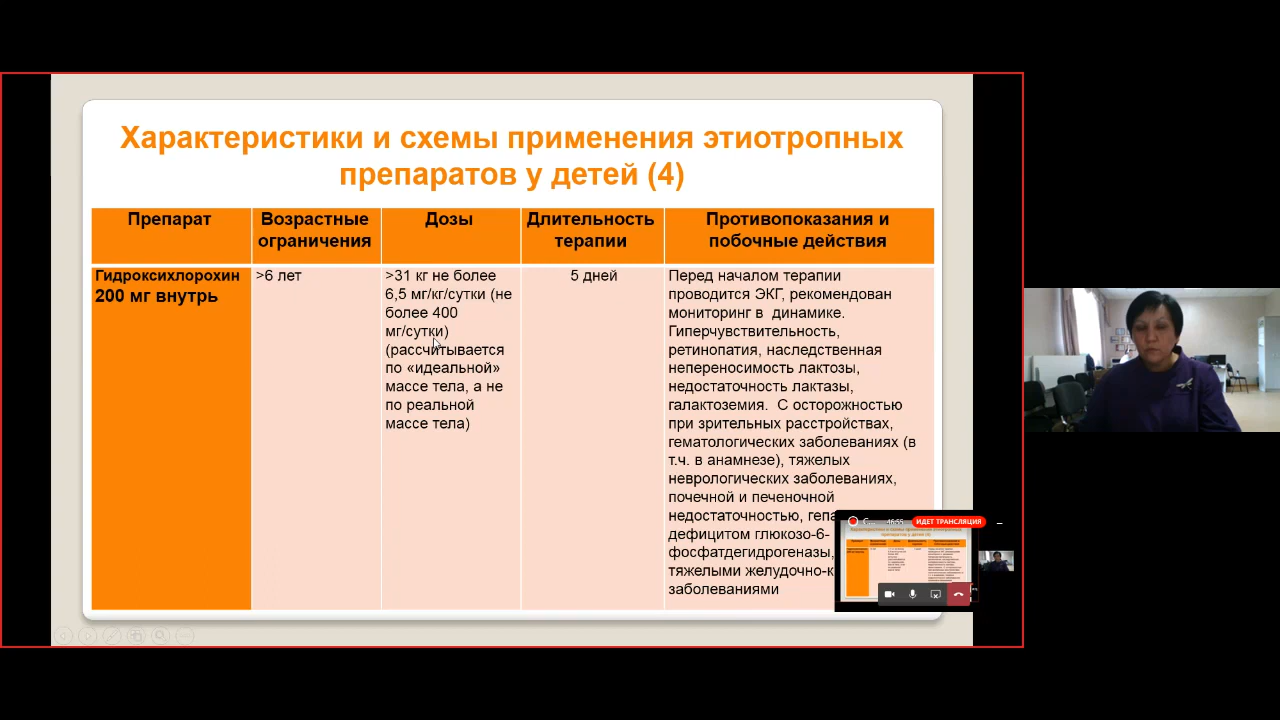 Характеристики и схемы применения этиотропных
препаратов у детей (4)
Препарат
Возрастные
ограничения
Дозы
Длительность
терапии
Противопоказания и
побочные действия
Гидроксихлорохин
200 мг внутрь
>6 лет
>31 кг не более
6,5 мг/кг/сутки (не
более 400
мг/сутки)
(рассчитывается
по «идеальной»
массе тела, а не
по реальной
массе тела)
5 дней
Перед началом терапии
проводится ЭКГ, рекомендован
мониторинг в динамике.
Гиперчувствительность,
ретинопатия, наследственная
непереносимость лактозы,
недостаточность лактазы,
галактоземия. С осторожностью
при зрительных расстройствах,
гематологических заболеваниях (в
т.ч. в анамнезе), тяжелых
неврологических заболеваниях,
почечной и печеночной
недостаточностью,
дефицитом глюкозо-6-
фосфатдегидрогеназы,
тяжелыми
заболеваниями
46:55
ИДЕТ ТРАНСЛЯЦИЯ